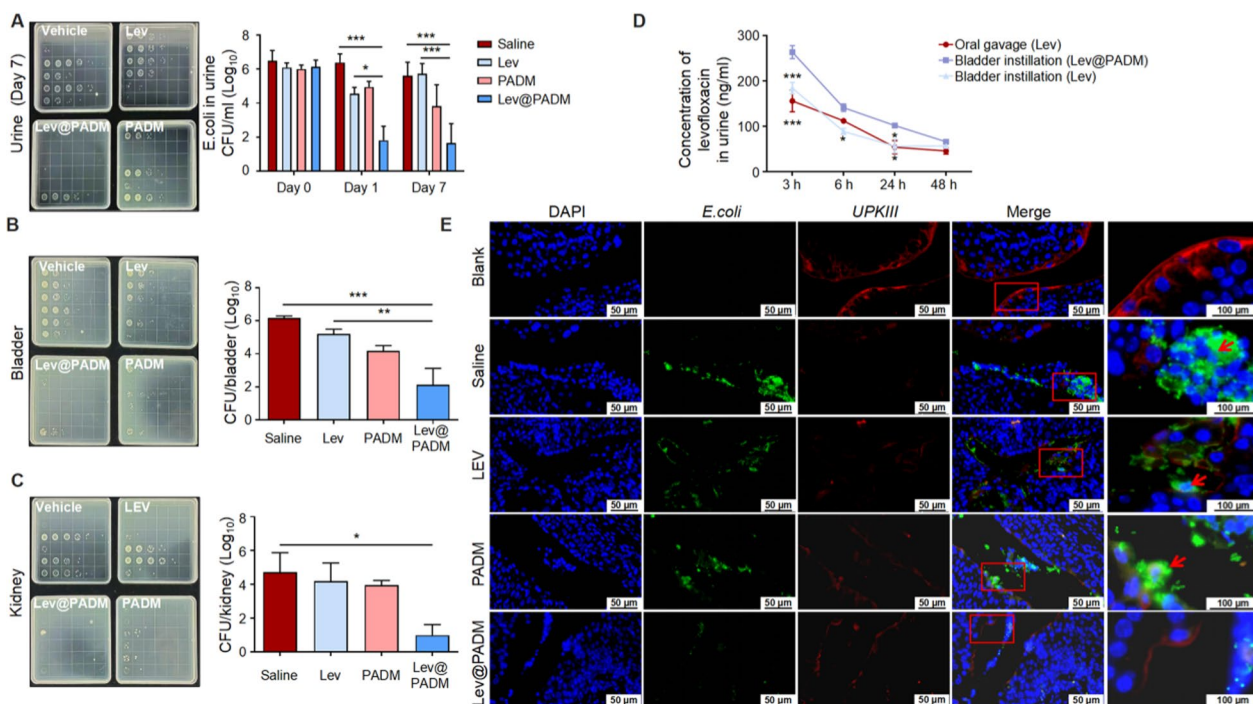 A
Urine (Day 7)
Vehicle
Lev
Lev@PADM
PADM
E.coli in urine
CFU/ml (Log10)
10
8
6
4
2
0
***
*
***
***
Saline
Lev
PADM
Lev@PADM
Day 0
Day 1
Day 7
B
Bladder
Vehicle
Lev
Lev@PADM
PADM
CFU/bladder (Log10)
8
6
4
2
0
***
**
Saline
Lev
PADM
Lev@
PADM
C
Kidney
Vehicle
LEV
Lev@PADM
PADM
CFU/kidney (Log10)
8
6
4
2
0
*
Saline
Lev
PADM
Lev@
PADM
D
Concentration of
levofloxacin
in urine (ng/ml)
300
200
100
0
***
***
*
*
*
3 h
6 h
24 h
48 h
Oral gavage (Lev)
Bladder instillation (Lev@PADM)
Bladder instillation (Lev)
E
DAPI
E.coli
UPKIII
Merge
Blank
50 µm
50 µm
50 µm
50 µm
100 µm
Saline
50 µm
50 µm
50 µm
50 µm
100 µm
LEV
50 µm
50 µm
50 µm
50 µm
100 µm
PADM
50 µm
50 µm
50 µm
50 µm
100 µm
Lev@PADM
50 µm
50 µm
50 µm
50 µm
100 µm